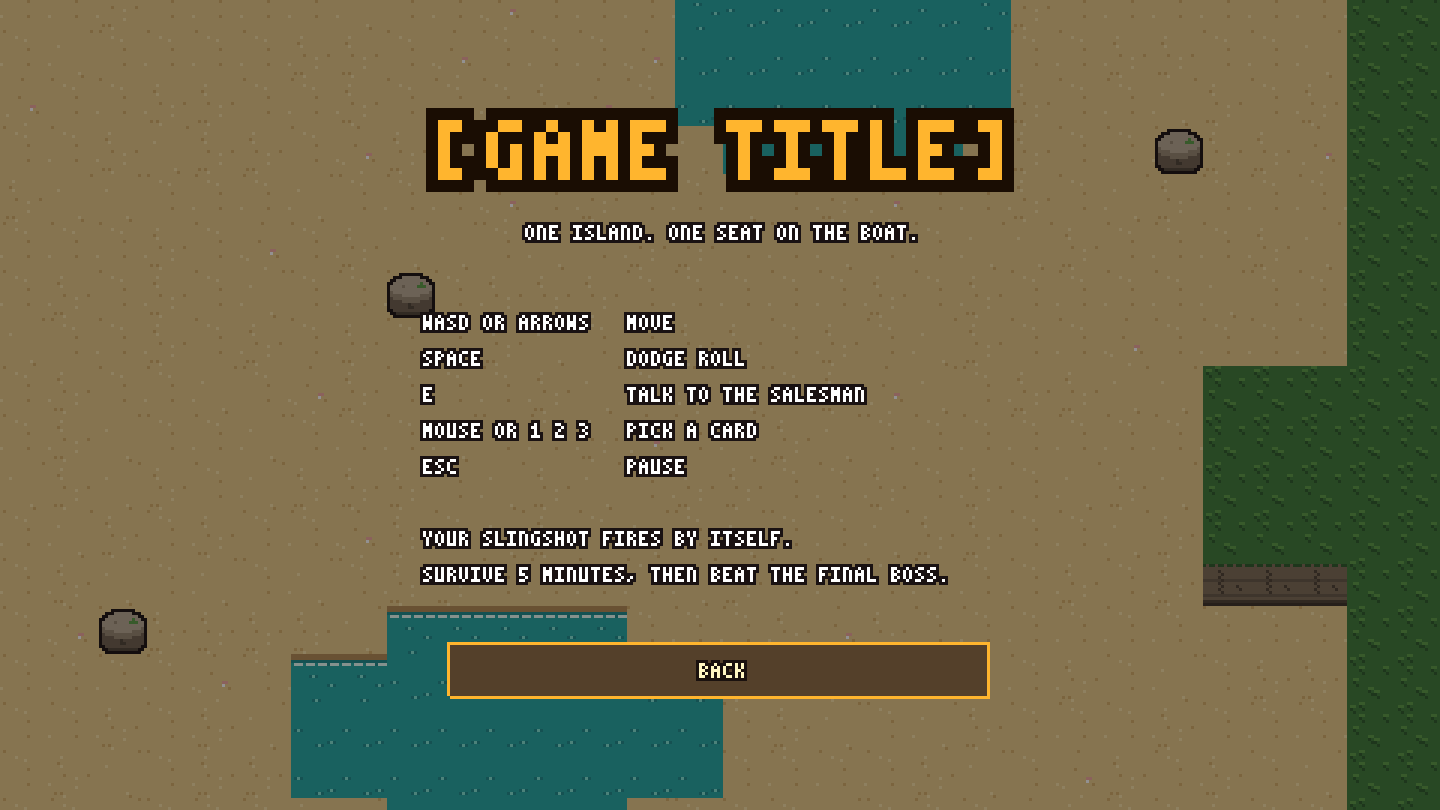 [GAME TITLE]
ONE ISLAND. ONE SEAT ON THE BOAT.
WASD OR ARROWS MOVE
SPACE DODGE ROLL
E TALK TO THE SALESMAN
MOUSE OR 1 2 3 PICK A CARD
ESC PAUSE
YOUR SLINGSHOT FIRES BY ITSELF.
SURVIVE 5 MINUTES, THEN BEAT THE FINAL BOSS.
BACK